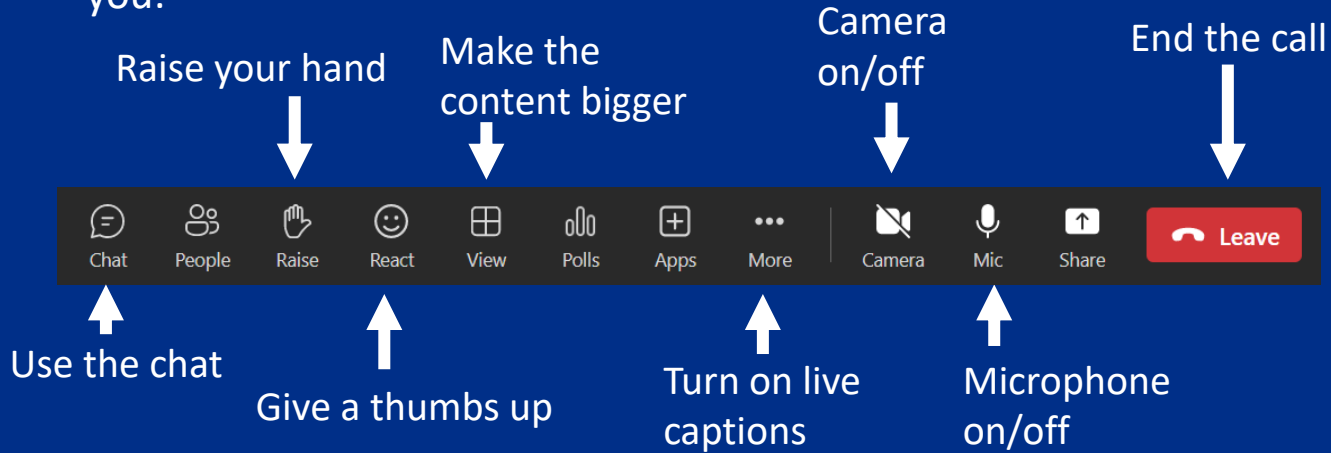 you.
Raise your hand
Make the
content bigger
Camera
on/off
End the call
Chat
People
Raise
React
View
Polls
Apps
More
Camera
Mic
Share
Leave
Use the chat
Give a thumbs up
Turn on live
captions
Microphone
on/off